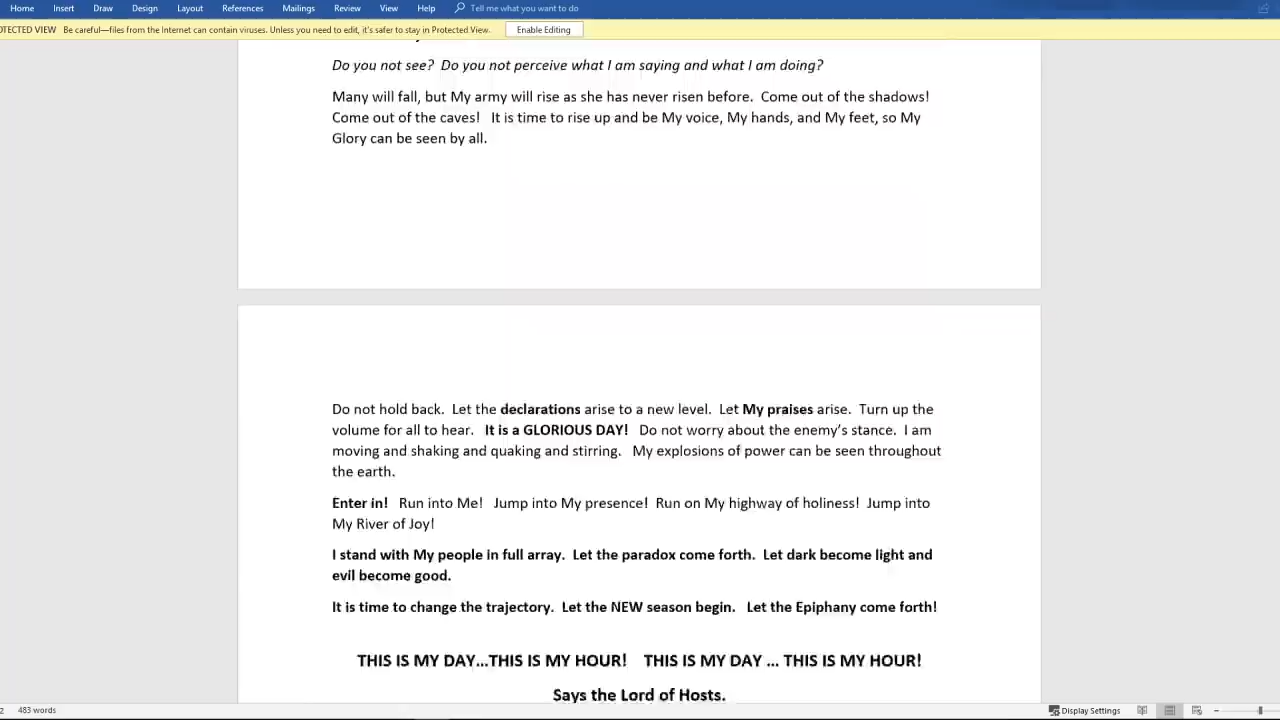 Home Insert Draw Design Layout References Mailings Review View Help Tell me what you want to do
OTECTED VIEW Be careful—files from the Internet can contain viruses. Unless you need to edit, it's safer to stay in Protected View. Enable Editing
Do you not see? Do you not perceive what I am saying and what I am doing?
Many will fall, but My army will rise as she has never risen before. Come out of the shadows!
Come out of the caves! It is time to rise up and be My voice, My hands, and My feet, so My
Glory can be seen by all.
Do not hold back. Let the declarations arise to a new level. Let My praises arise. Turn up the
volume for all to hear. It is a GLORIOUS DAY! Do not worry about the enemy's stance. I am
moving and shaking and quaking and stirring. My explosions of power can be seen throughout
the earth.
Enter in! Run into Me! Jump into My presence! Run on My highway of holiness! Jump into
My River of Joy!
I stand with My people in full array. Let the paradox come forth. Let dark become light and
evil become good.
It is time to change the trajectory. Let the NEW season begin. Let the Epiphany come forth!
THIS IS MY DAY...THIS IS MY HOUR! THIS IS MY DAY ... THIS IS MY HOUR!
Says the Lord of Hosts.
2 483 words Display Settings